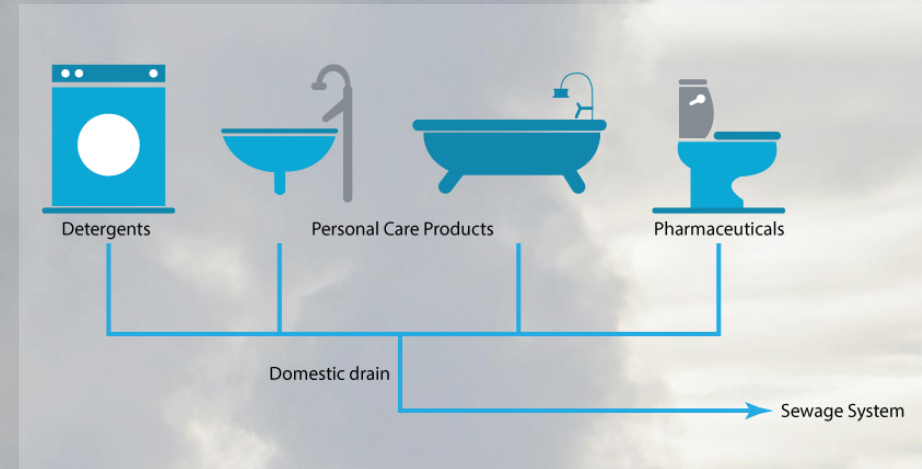 Detergents
Personal Care Products
Pharmaceuticals
Domestic drain
Sewage System